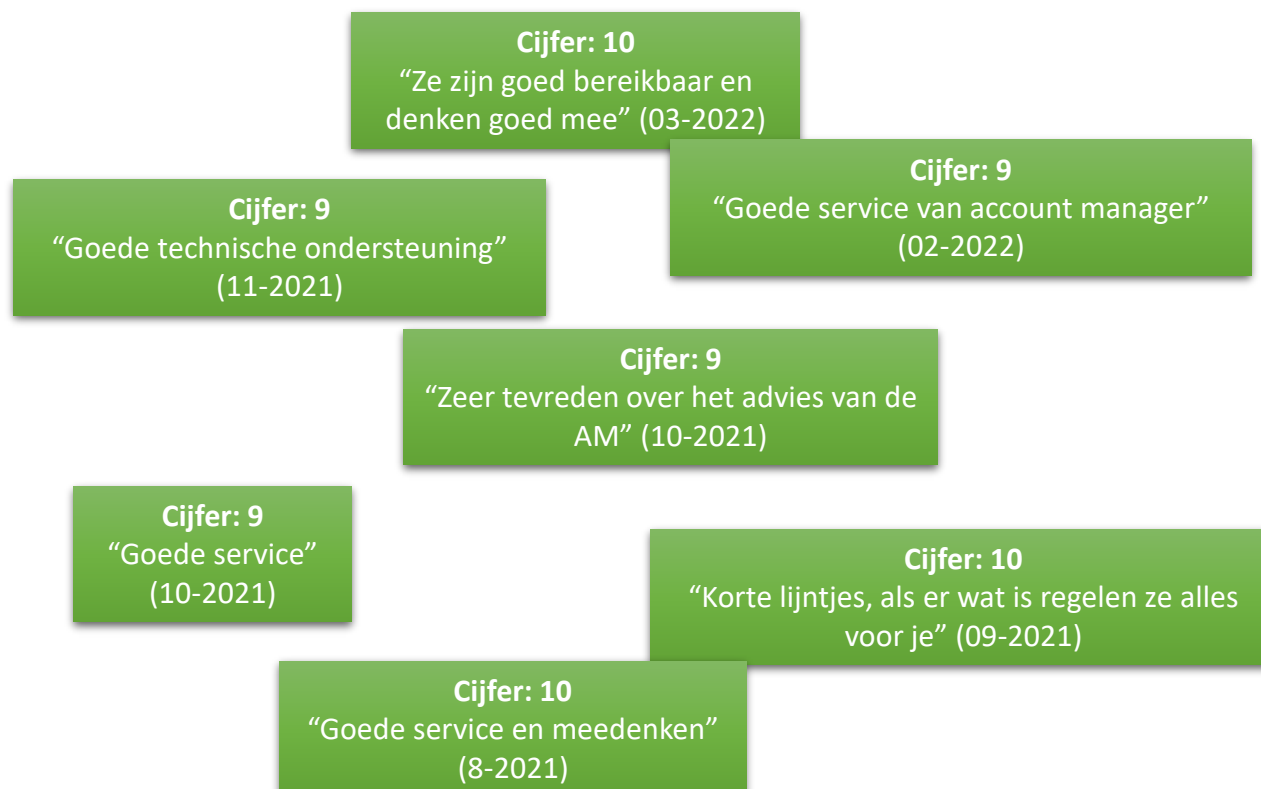 Cijfer: 10
“Ze zijn goed bereikbaar en
denken goed mee” (03-2022)
Cijfer: 9
“Goede service van account manager”
(02-2022)
Cijfer: 9
“Goede technische ondersteuning”
(11-2021)
Cijfer: 9
“Zeer tevreden over het advies van de
AM” (10-2021)
Cijfer: 9
“Goede service”
(10-2021)
Cijfer: 10
“Korte lijntjes, als er wat is regelen ze alles
voor je” (09-2021)
Cijfer: 10
“Goede service en meedenken”
(8-2021)